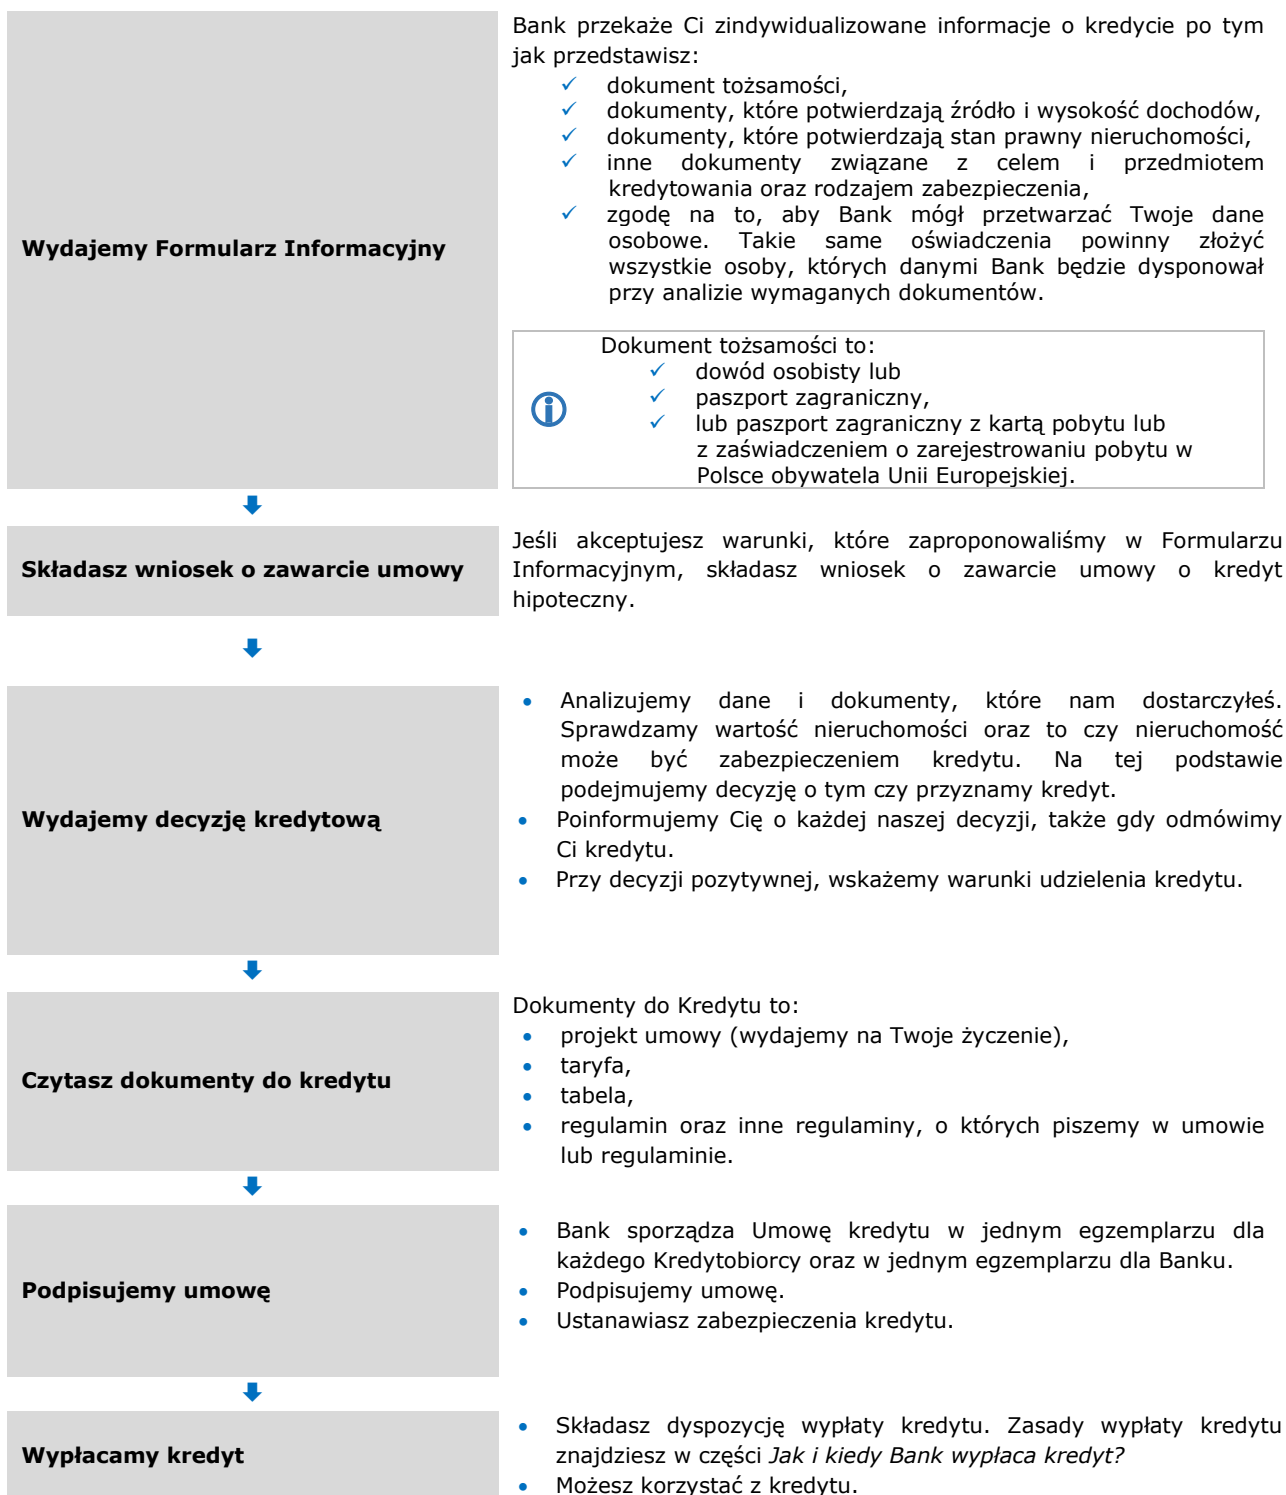 Wydajemy Formularz Informacyjny
Bank przekaże Ci zindywidualizowane informacje o kredycie po tym
jak przedstawisz:
✓ dokument tożsamości,
✓ dokumenty, które potwierdzają źródło i wysokość dochodów,
✓ dokumenty, które potwierdzają stan prawny nieruchomości,
✓ inne dokumenty związane z celem i przedmiotem
kredytowania oraz rodzajem zabezpieczenia,
✓ zgodę na to, aby Bank mógł przetwarzać Twoje dane
osobowe. Takie same oświadczenia powinny złożyć
wszystkie osoby, których danymi Bank będzie dysponował
przy analizie wymaganych dokumentów.
Dokument tożsamości to:
✓ dowód osobisty lub
✓ paszport zagraniczny,
✓ lub paszport zagraniczny z kartą pobytu lub
z zaświadczeniem o zarejestrowaniu pobytu w
Polsce obywatela Unii Europejskiej.
Składasz wniosek o zawarcie umowy
Jeśli akceptujesz warunki, które zaproponowaliśmy w Formularzu
Informacyjnym, składasz wniosek o zawarcie umowy o kredyt
hipoteczny.
Wydajemy decyzję kredytową
• Analizujemy dane i dokumenty, które nam dostarczyłeś.
Sprawdzamy wartość nieruchomości oraz to czy nieruchomość
może być zabezpieczeniem kredytu. Na tej podstawie
podejmujemy decyzję o tym czy przyznamy kredyt.
• Poinformujemy Cię o każdej naszej decyzji, także gdy odmówimy
Ci kredytu.
• Przy decyzji pozytywnej, wskażemy warunki udzielenia kredytu.
Czytasz dokumenty do kredytu
Dokumenty do Kredytu to:
• projekt umowy (wydajemy na Twoje życzenie),
• taryfa,
• tabela,
• regulamin oraz inne regulaminy, o których piszemy w umowie
lub regulaminie.
Podpisujemy umowę
• Bank sporządza Umowę kredytu w jednym egzemplarzu dla
każdego Kredytobiorcy oraz w jednym egzemplarzu dla Banku.
• Podpisujemy umowę.
• Ustanawiasz zabezpieczenia kredytu.
Wypłacamy kredyt
• Składasz dyspozycję wypłaty kredytu. Zasady wypłaty kredytu
znajdziesz w części Jak i kiedy Bank wypłaca kredyt?
• Możesz korzystać z kredytu.